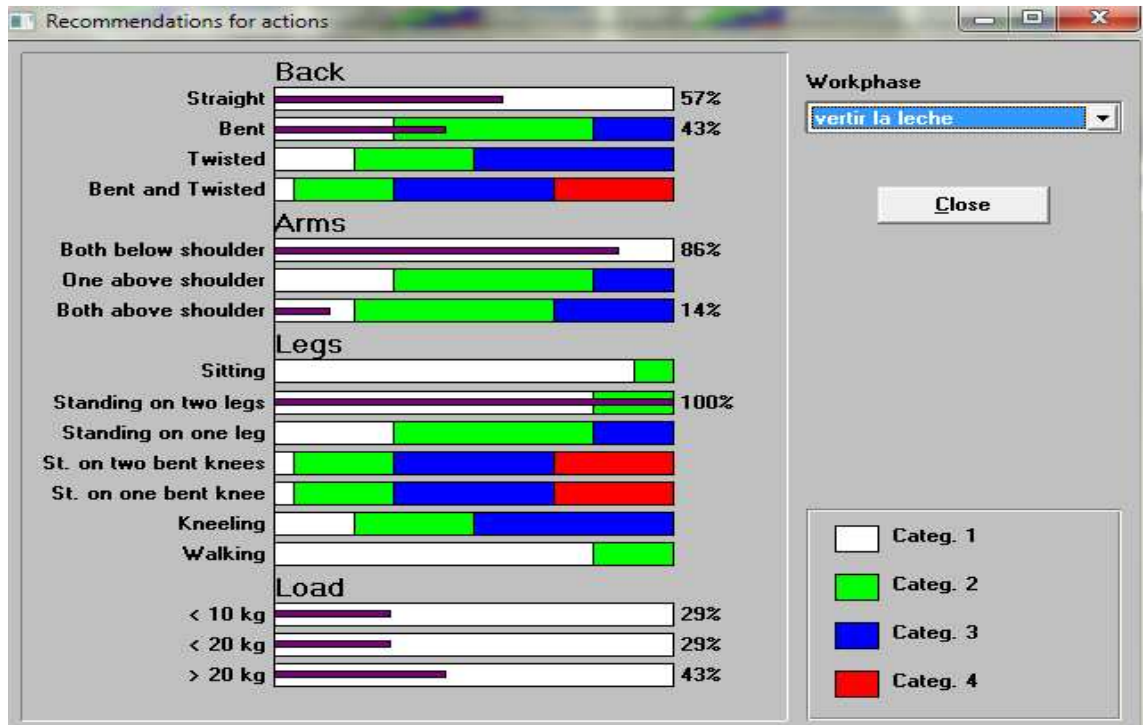 Recommendations for actions
Back
Straight 57%
Bent 43%
Twisted
Bent and Twisted
Arms
Both below shoulder 86%
One above shoulder
Both above shoulder 14%
Legs
Sitting
Standing on two legs 100%
Standing on one leg
St. on two bent knees
St. on one bent knee
Kneeling
Walking
Load
< 10 kg 29%
< 20 kg 29%
> 20 kg 43%
Workphase
vertir la leche
Close
Categ. 1
Categ. 2
Categ. 3
Categ. 4